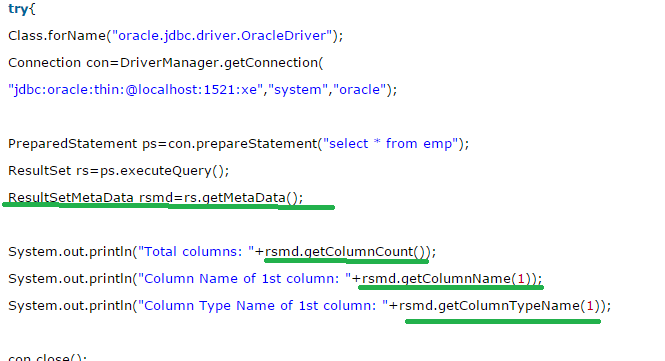 try{
Class.forName("oracle.jdbc.driver.OracleDriver");
Connection con=DriverManager.getConnection(
"jdbc:oracle:thin:@localhost:1521:xe","system","oracle");
PreparedStatement ps=con.prepareStatement("select * from emp");
ResultSet rs=ps.executeQuery();
ResultSetMetaData rsmd=rs.getMetaData();
System.out.println("Total columns: "+rsmd.getColumnCount());
System.out.println("Column Name of 1st column: "+rsmd.getColumnName(1));
System.out.println("Column Type Name of 1st column: "+rsmd.getColumnTypeName(1));
con.close();